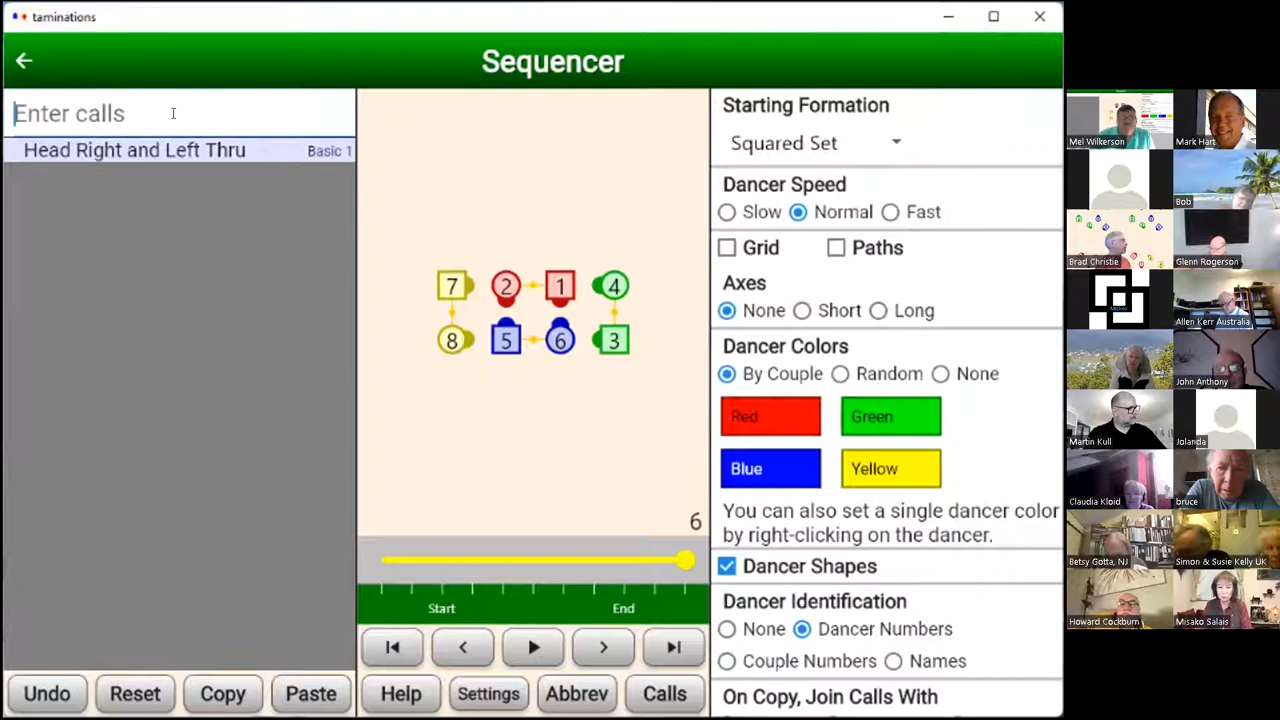 taminations
Sequencer
Enter calls
Head Right and Left Thru Basic 1
7 2 1 4
8 5 6 3
6
Start End
Undo Reset Copy Paste
Help Settings Abbrev Calls
Starting Formation
Squared Set
Dancer Speed
Slow Normal Fast
Grid Paths
Axes
None Short Long
Dancer Colors
By Couple Random None
Red Green
Blue Yellow
You can also set a single dancer color
by right-clicking on the dancer.
Dancer Shapes
Dancer Identification
None Dancer Numbers
Couple Numbers Names
On Copy, Join Calls With
Mel Wilkerson
Mark Hart
Bob
Brad Christie
Glenn Rogerson
Allen Kerr Australia
John Anthony
Martin Kull
Jolanda
Claudia Kloid
bruce
Betsy Gotta, NJ
Simon & Susie Kelly UK
Howard Cockburn
Misako Salais